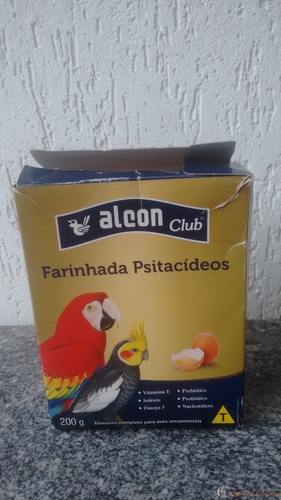 alcon Club
Farinhada Psitacídeos
• Vitamina E
• Selênio
• Ômega 3
• Prebiótico
• Probiótico
• Nucleotídeos
200 g
Alimento completo para aves ornamentais
T